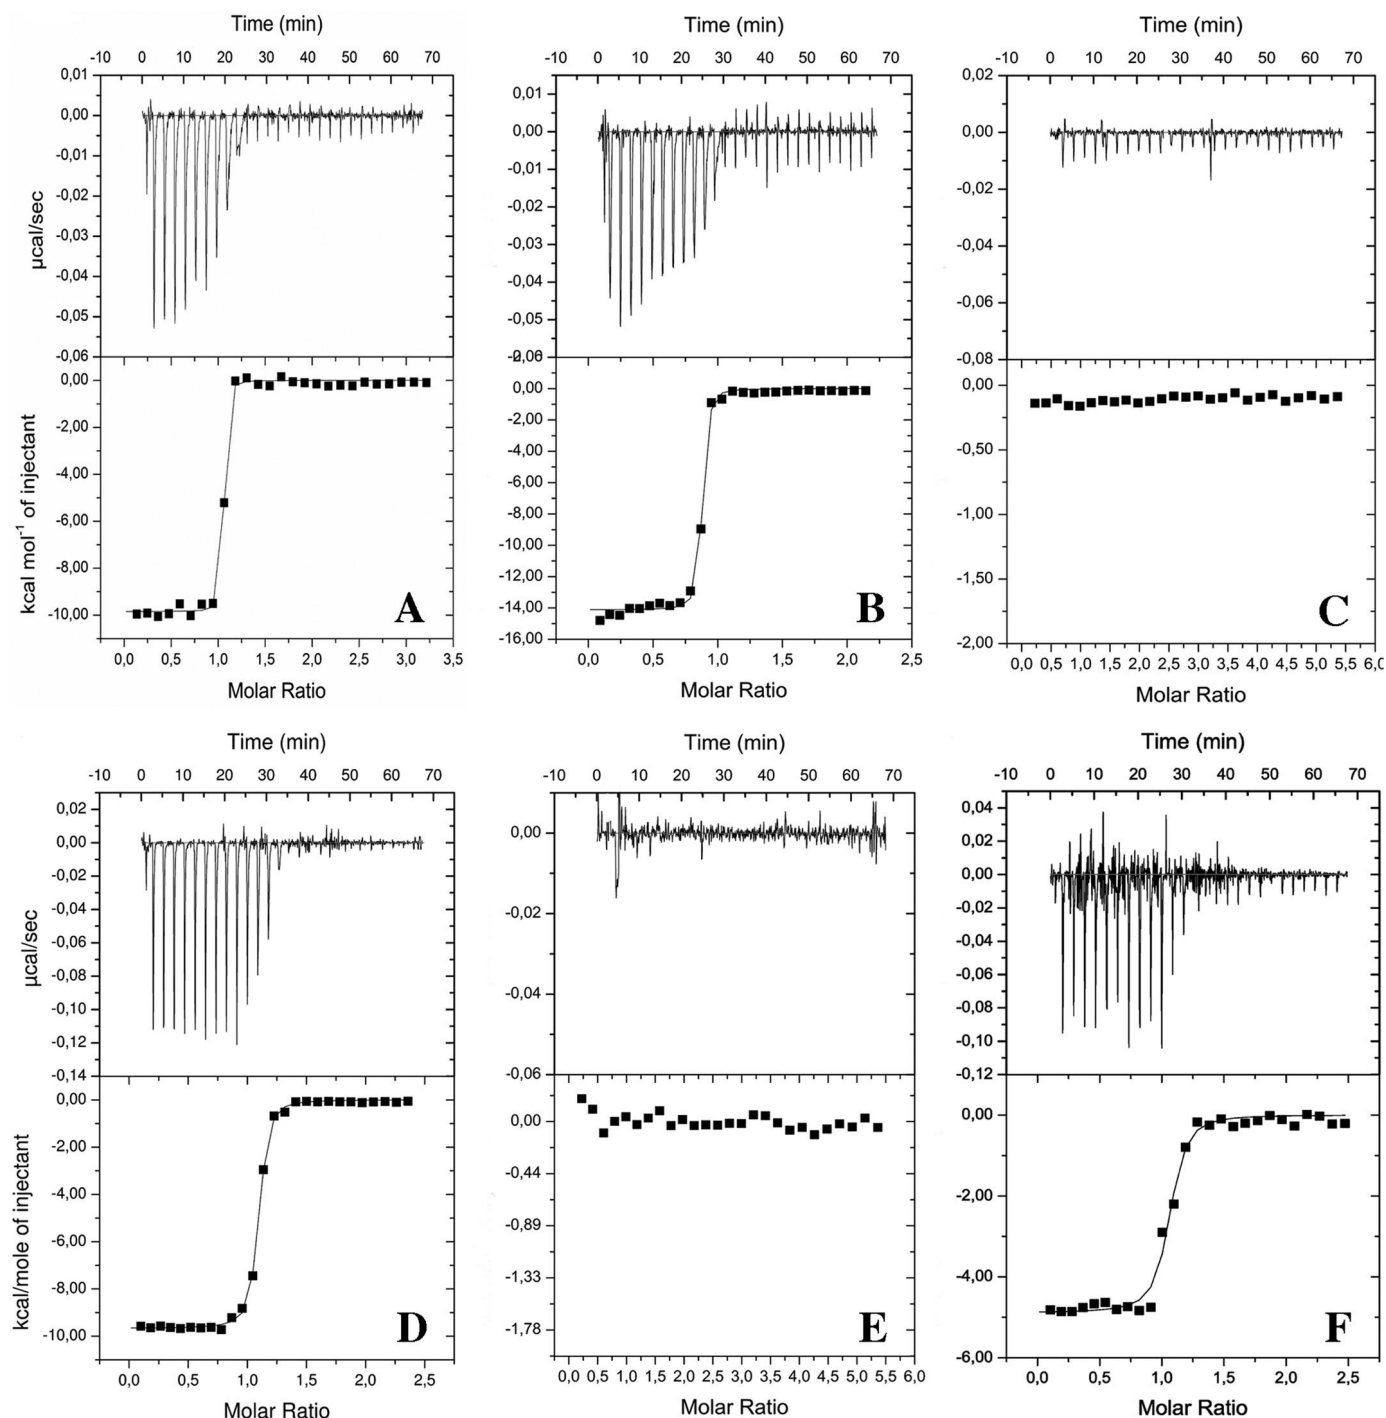 Time (min)
-10 0 10 20 30 40 50 60 70
0,01
0,00
-0,01
-0,02
-0,03
-0,04
-0,05
-0,06
µcal/sec
0,00
-2,00
-4,00
-6,00
-8,00
-10,00
kcal mol⁻¹ of injectant
A
0,0 0,5 1,0 1,5 2,0 2,5 3,0 3,5
Molar Ratio
Time (min)
-10 0 10 20 30 40 50 60 70
0,01
0,00
-0,01
-0,02
-0,03
-0,04
-0,05
0,00
-2,00
-4,00
-6,00
-8,00
-10,00
-12,00
-14,00
-16,00
B
0,0 0,5 1,0 1,5 2,0 2,5
Molar Ratio
Time (min)
-10 0 10 20 30 40 50 60 70
0,02
0,00
-0,02
-0,04
-0,06
-0,08
0,00
-0,50
-1,00
-1,50
-2,00
C
0,0 0,5 1,0 1,5 2,0 2,5 3,0 3,5 4,0 4,5 5,0 5,5 6,0
Molar Ratio
Time (min)
-10 0 10 20 30 40 50 60 70
0,02
0,00
-0,02
-0,04
-0,06
-0,08
-0,10
-0,12
-0,14
µcal/sec
0,00
-2,00
-4,00
-6,00
-8,00
-10,00
kcal/mole of injectant
D
0,0 0,5 1,0 1,5 2,0 2,5
Molar Ratio
Time (min)
-10 0 10 20 30 40 50 60 70
0,00
-0,02
-0,04
-0,06
0,00
-0,44
-0,89
-1,33
-1,78
E
0,0 0,5 1,0 1,5 2,0 2,5 3,0 3,5 4,0 4,5 5,0 5,5 6,0
Molar Ratio
Time (min)
-10 0 10 20 30 40 50 60 70
0,04
0,02
0,00
-0,02
-0,04
-0,06
-0,08
-0,10
-0,12
0,00
-2,00
-4,00
-6,00
F
0,0 0,5 1,0 1,5 2,0 2,5
Molar Ratio